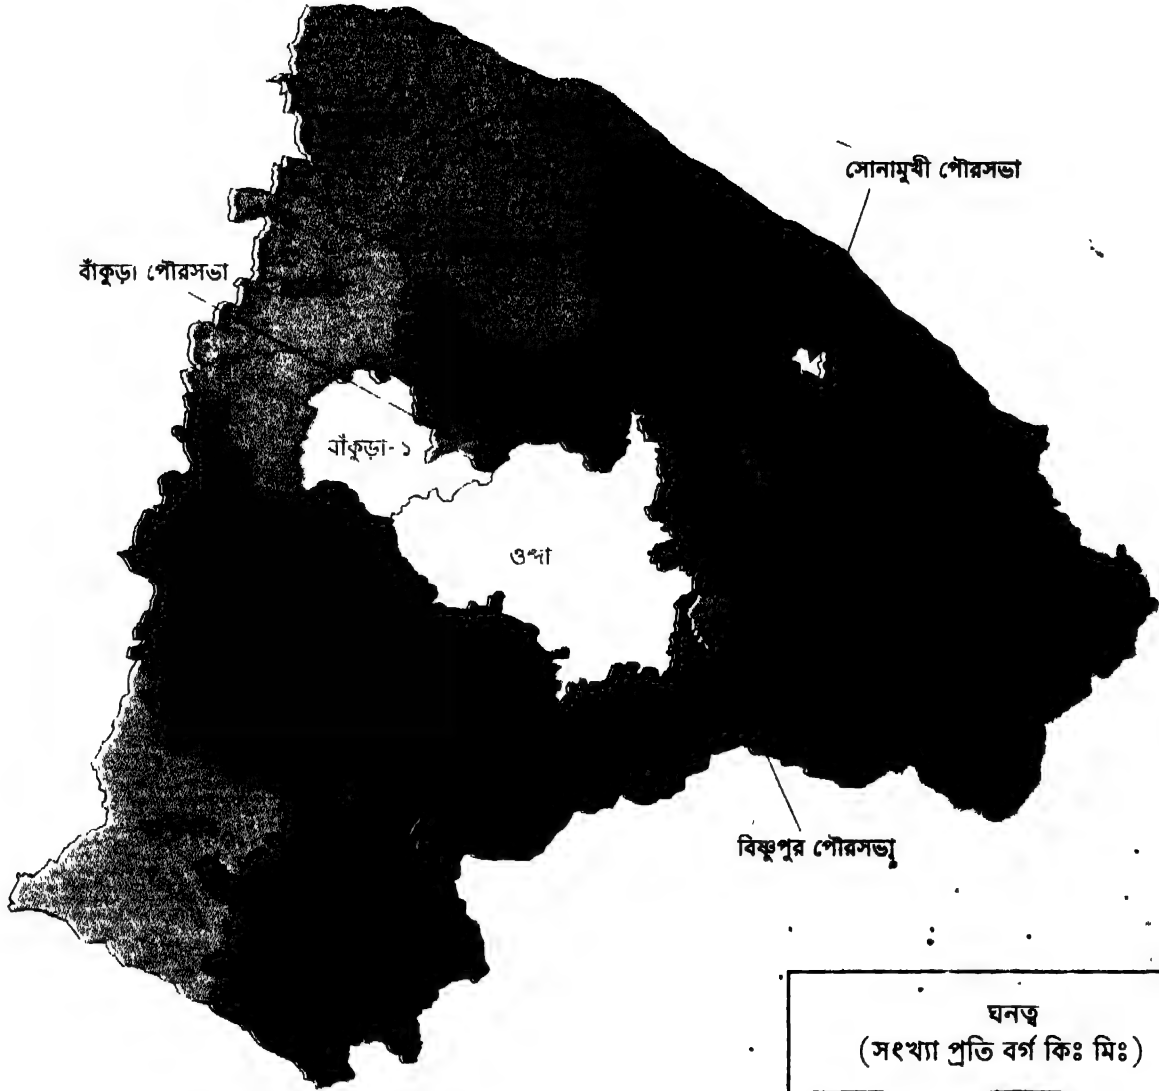 সোনামুখী পৌরসভা
বাঁকুড়া পৌরসভা
বাঁকুড়া-১
ওন্দা
বিষ্ণুপুর পৌরসভা
ঘনত্ব
(সংখ্যা প্রতি বর্গ কিঃ মিঃ)